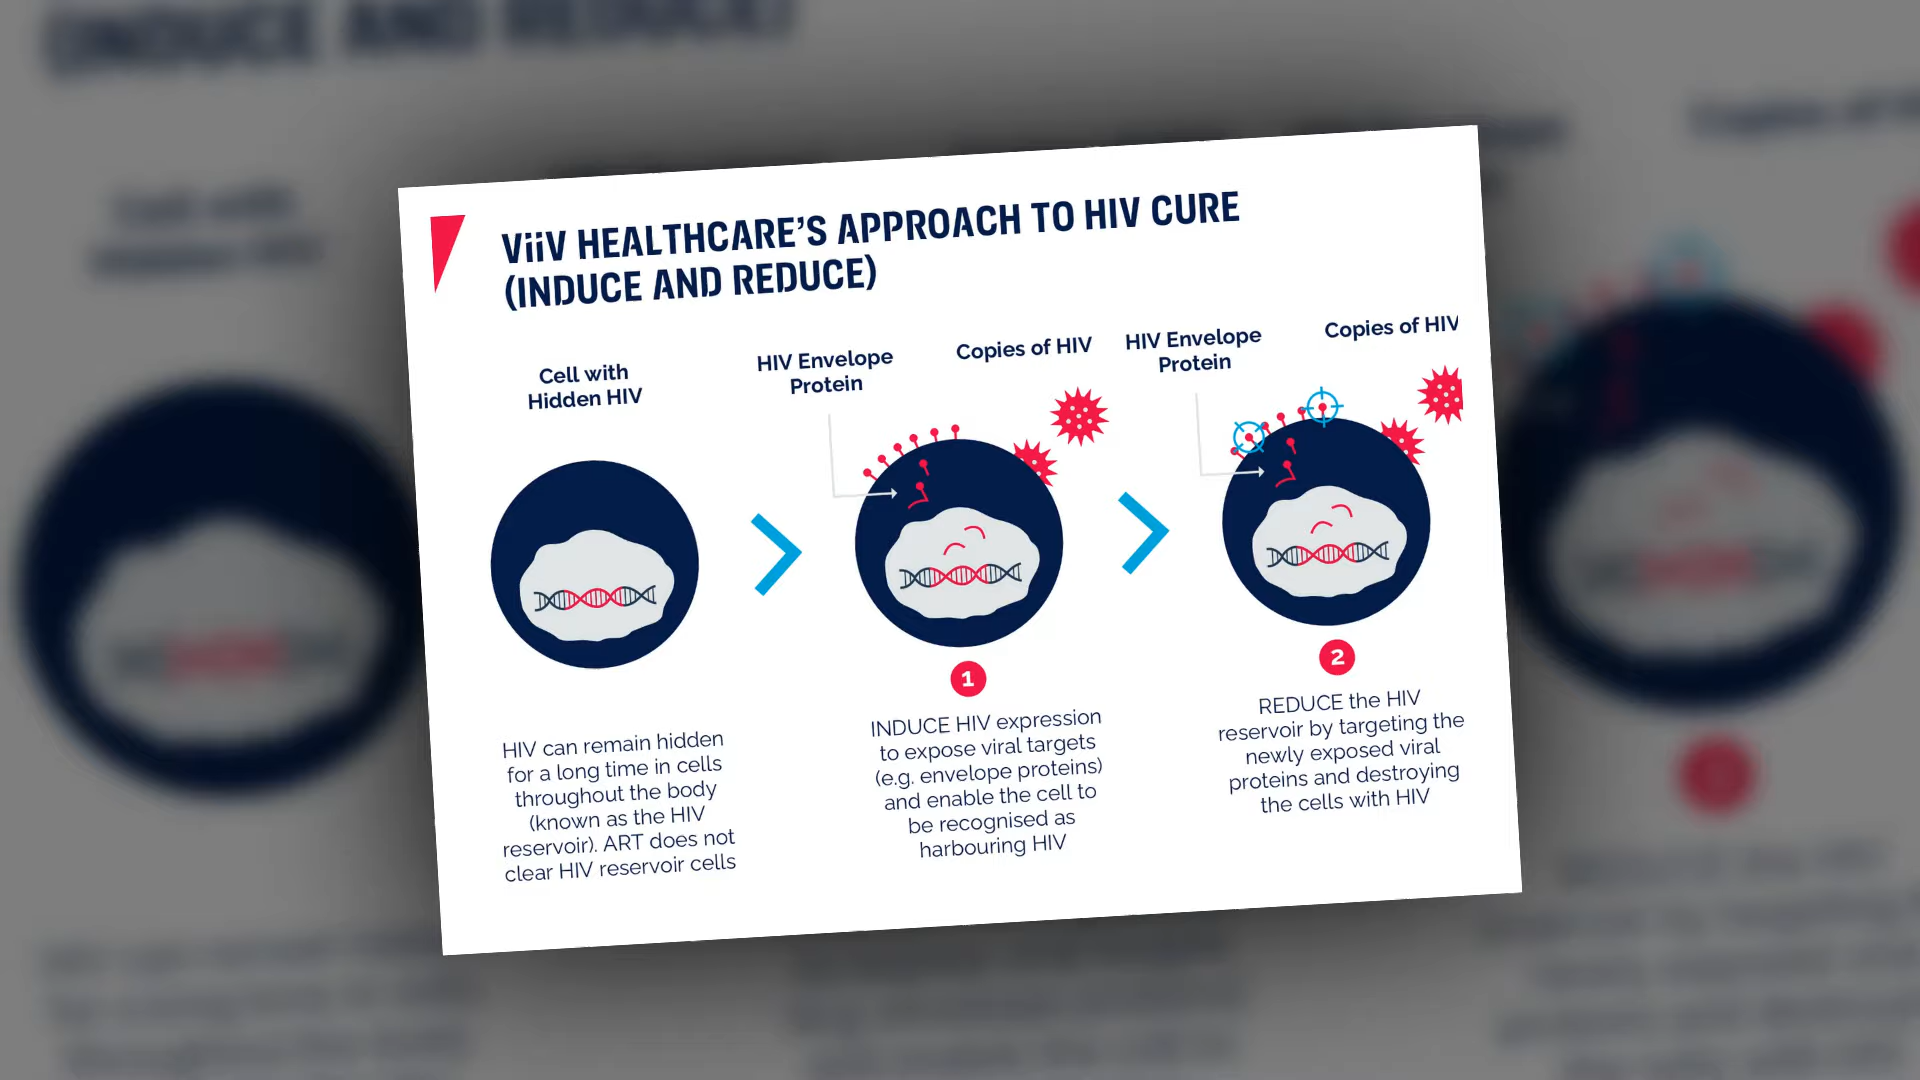 ViiV HEALTHCARE'S APPROACH TO HIV CURE
(INDUCE AND REDUCE)
Cell with
Hidden HIV
HIV Envelope
Protein
Copies of HIV
HIV Envelope
Protein
Copies of HIV
1
2
HIV can remain hidden
for a long time in cells
throughout the body
(known as the HIV
reservoir). ART does not
clear HIV reservoir cells
INDUCE HIV expression
to expose viral targets
(e.g. envelope proteins)
and enable the cell to
be recognised as
harbouring HIV
REDUCE the HIV
reservoir by targeting the
newly exposed viral
proteins and destroying
the cells with HIV